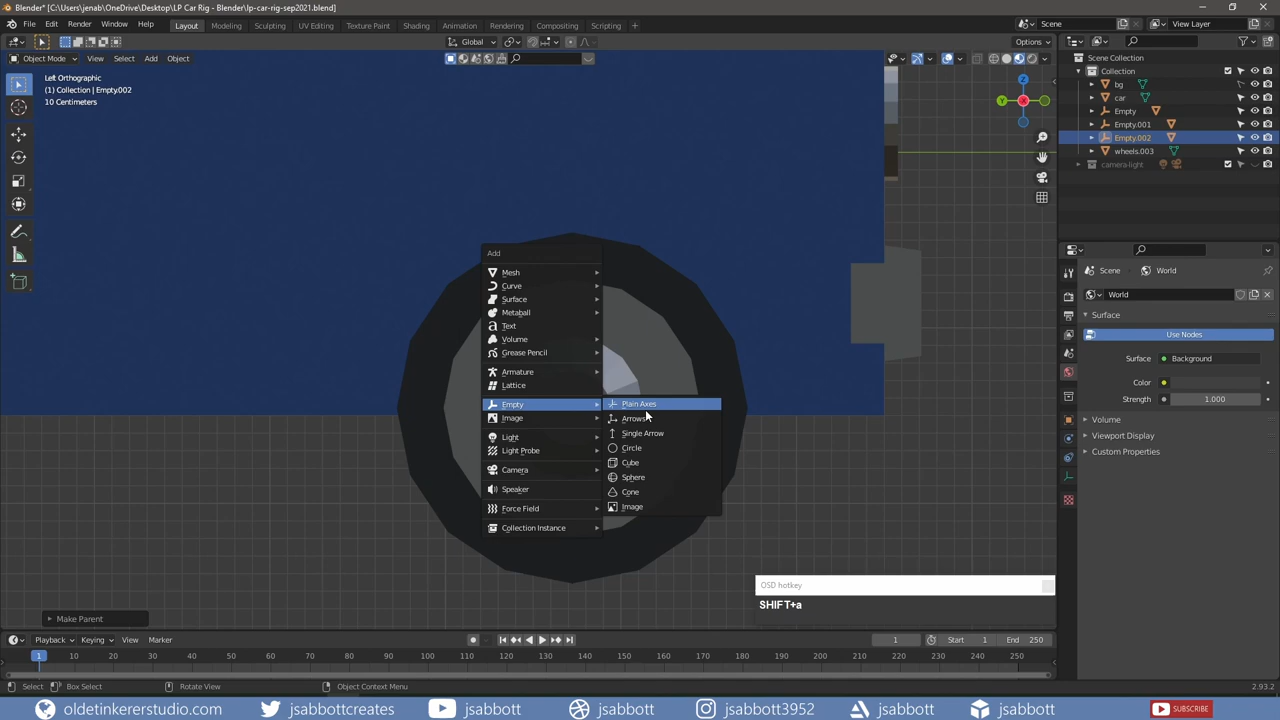 Blender* [C:\Users\jenab\OneDrive\Desktop\LP Car Rig\lp-car-rig-sep2021.blend]
File Edit Render Window Help Layout Modeling Sculpting UV Editing Texture Paint Shading Animation Rendering Compositing Scripting + Scene View Layer
Global Options
Object Mode View Select Add Object
Left Orthographic
(1) Collection | Empty.002
10 Centimeters
Z
Y
X
Add
Mesh
Curve
Surface
Metaball
Text
Volume
Grease Pencil
Armature
Lattice
Empty
Image
Light
Light Probe
Camera
Speaker
Force Field
Collection Instance
Plain Axes
Arrows
Single Arrow
Circle
Cube
Sphere
Cone
Image
Scene Collection
Collection
bg
car
Empty
Empty.001
Empty.002
wheels.003
camera-light
Scene World
World
Surface
Use Nodes
Surface Background
Color
Strength 1.000
Volume
Viewport Display
Custom Properties
OSD hotkey
SHIFT+a
Make Parent
Playback Keying View Marker 1 Start 1 End 250
1 10 20 30 40 50 60 70 80 90 100 110 120 130 140 150 160 170 180 190 200 210 220 230 240 250
Select Box Select Rotate View Object Context Menu 2.93.2
oldetinkererstudio.com jsabbottcreates jsabbott jsabbott jsabbott3952 jsabbott jsabbott SUBSCRIBE